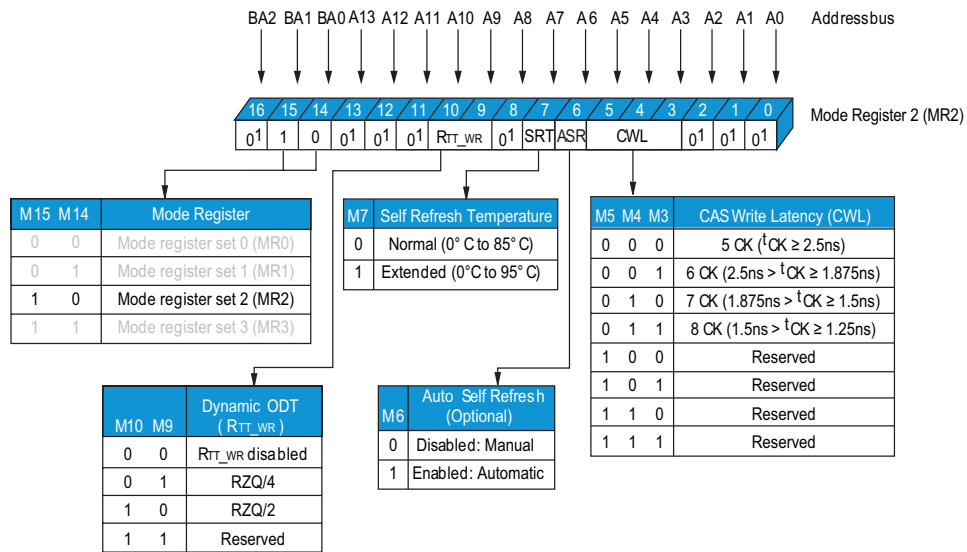 BA2 BA1 BA0 A13 A12 A11 A10 A9 A8 A7 A6 A5 A4 A3 A2 A1 A0 Addressbus
16 15 14 13 12 11 10 9 8 7 6 5 4 3 2 1 0 Mode Register 2 (MR2)
0¹ 1 0 0¹ 0¹ 0¹ RTT_WR 0¹ SRT ASR CWL 0¹ 0¹ 0¹
M15 M14 Mode Register
0 0 Mode register set 0 (MR0)
0 1 Mode register set 1 (MR1)
1 0 Mode register set 2 (MR2)
1 1 Mode register set 3 (MR3)
M7 Self Refresh Temperature
0 Normal (0° C to 85° C)
1 Extended (0°C to 95° C)
M5 M4 M3 CAS Write Latency (CWL)
0 0 0 5 CK (tCK ≥ 2.5ns)
0 0 1 6 CK (2.5ns > tCK ≥ 1.875ns)
0 1 0 7 CK (1.875ns > tCK ≥ 1.5ns)
0 1 1 8 CK (1.5ns > tCK ≥ 1.25ns)
1 0 0 Reserved
1 0 1 Reserved
1 1 0 Reserved
1 1 1 Reserved
M10 M9 Dynamic ODT
(RTT_WR)
0 0 RTT_WR disabled
0 1 RZQ/4
1 0 RZQ/2
1 1 Reserved
M6 Auto Self Refresh
(Optional)
0 Disabled: Manual
1 Enabled: Automatic